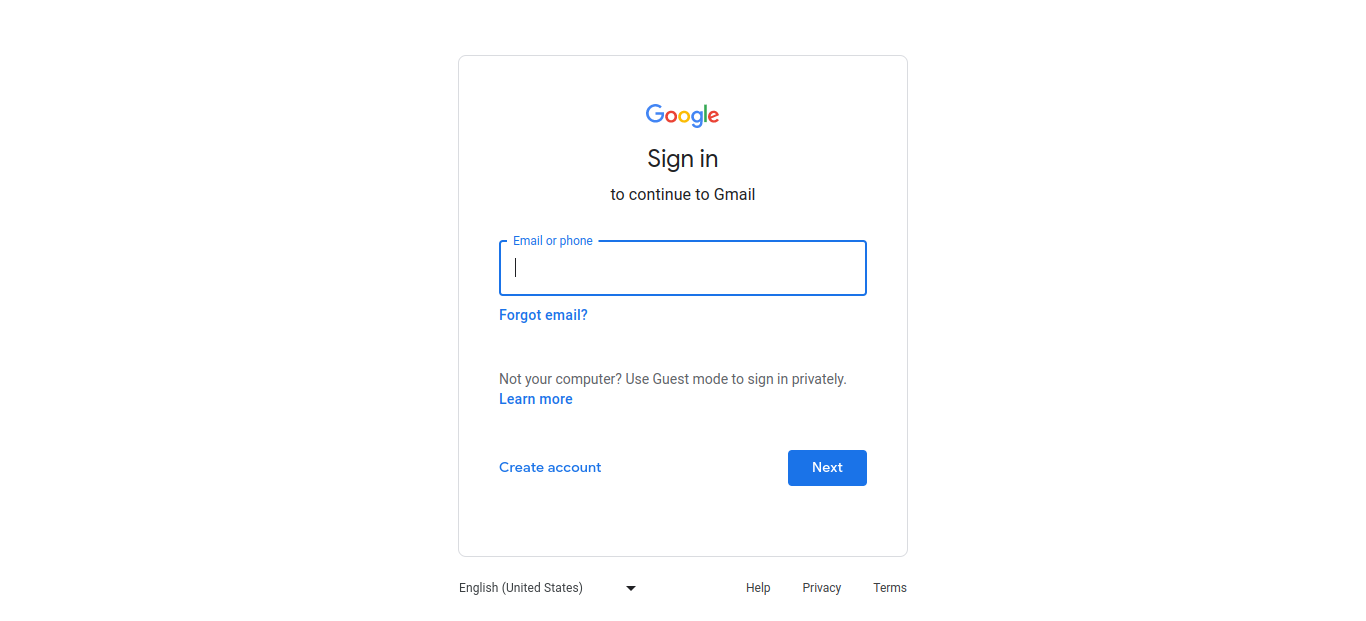 Google
Sign in
to continue to Gmail
Email or phone
Forgot email?
Not your computer? Use Guest mode to sign in privately.
Learn more
Create account
Next
English (United States)
Help
Privacy
Terms